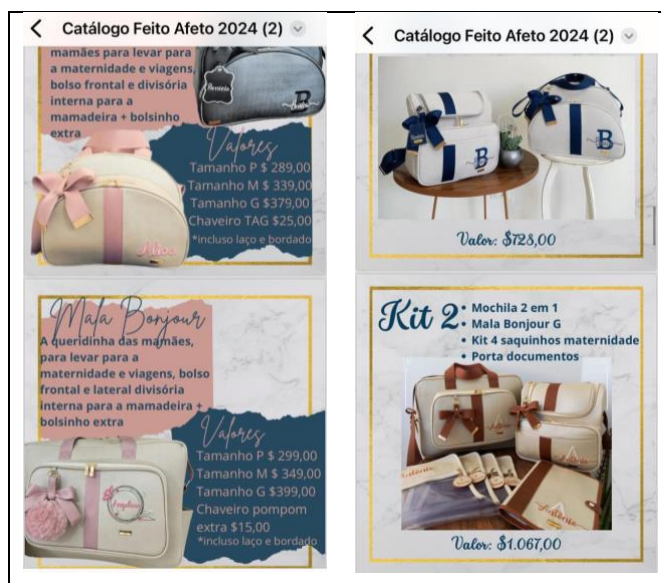 Catálogo Feito Afeto 2024 (2)
mamães para levar para
a maternidade e viagens,
bolso frontal e divisória
interna para a
mamadeira + bolsinho
extra
B
Valores
Tamanho P $ 289,00
Tamanho M $ 339,00
Tamanho G $379,00
Chaveiro TAG $25,00
*incluso laço e bordado
Alice
Mala Bonjour
A queridinha das mamães,
para levar para a
maternidade e viagens, bolso
frontal e lateral divisória
interna para a mamadeira +
bolsinho extra
Valores
Tamanho P $ 299,00
Tamanho M $ 349,00
Tamanho G $399,00
Chaveiro pompom
extra $15,00
*incluso laço e bordado
Catálogo Feito Afeto 2024 (2)
B
B
Valor: $728,00
Kit 2
• Mochila 2 em 1
• Mala Bonjour G
• Kit 4 saquinhos maternidade
• Porta documentos
Valor: $1.067,00